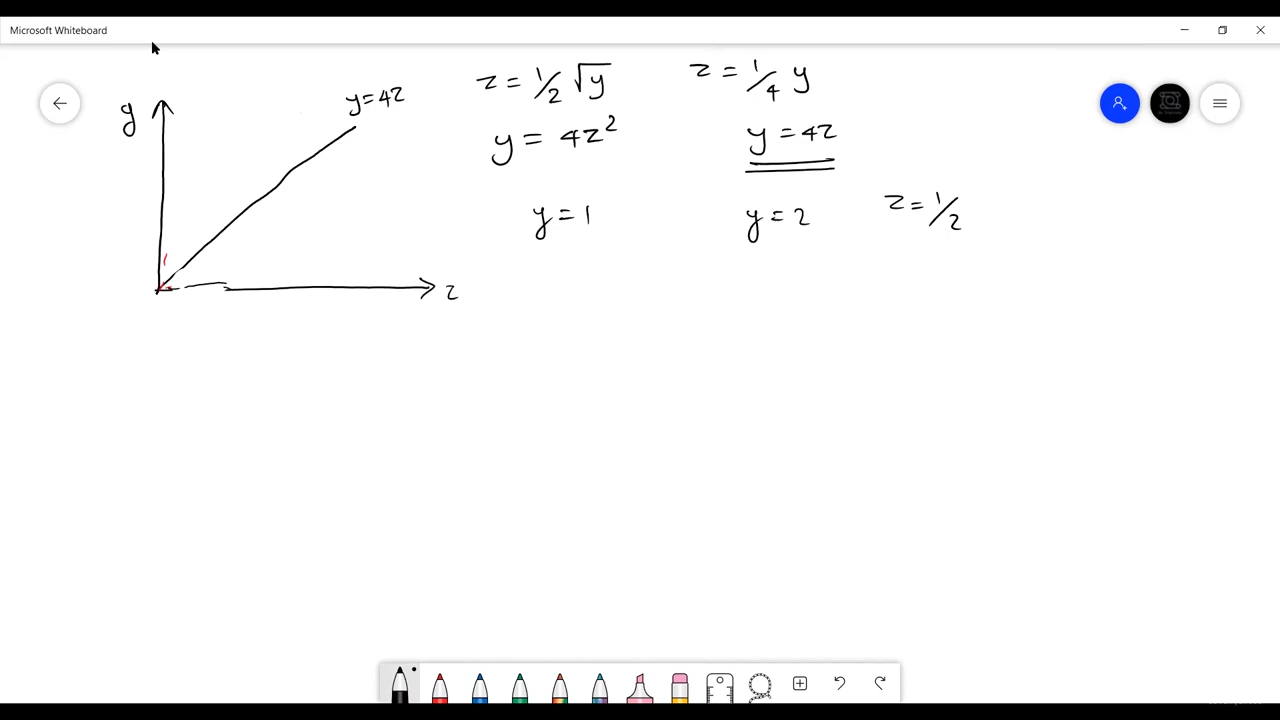 Microsoft Whiteboard
z = 1/2 √y
z = 1/4 y
y
y=4z
y = 4z²
y = 4z
y = 1
y = 2
z = 1/2
z